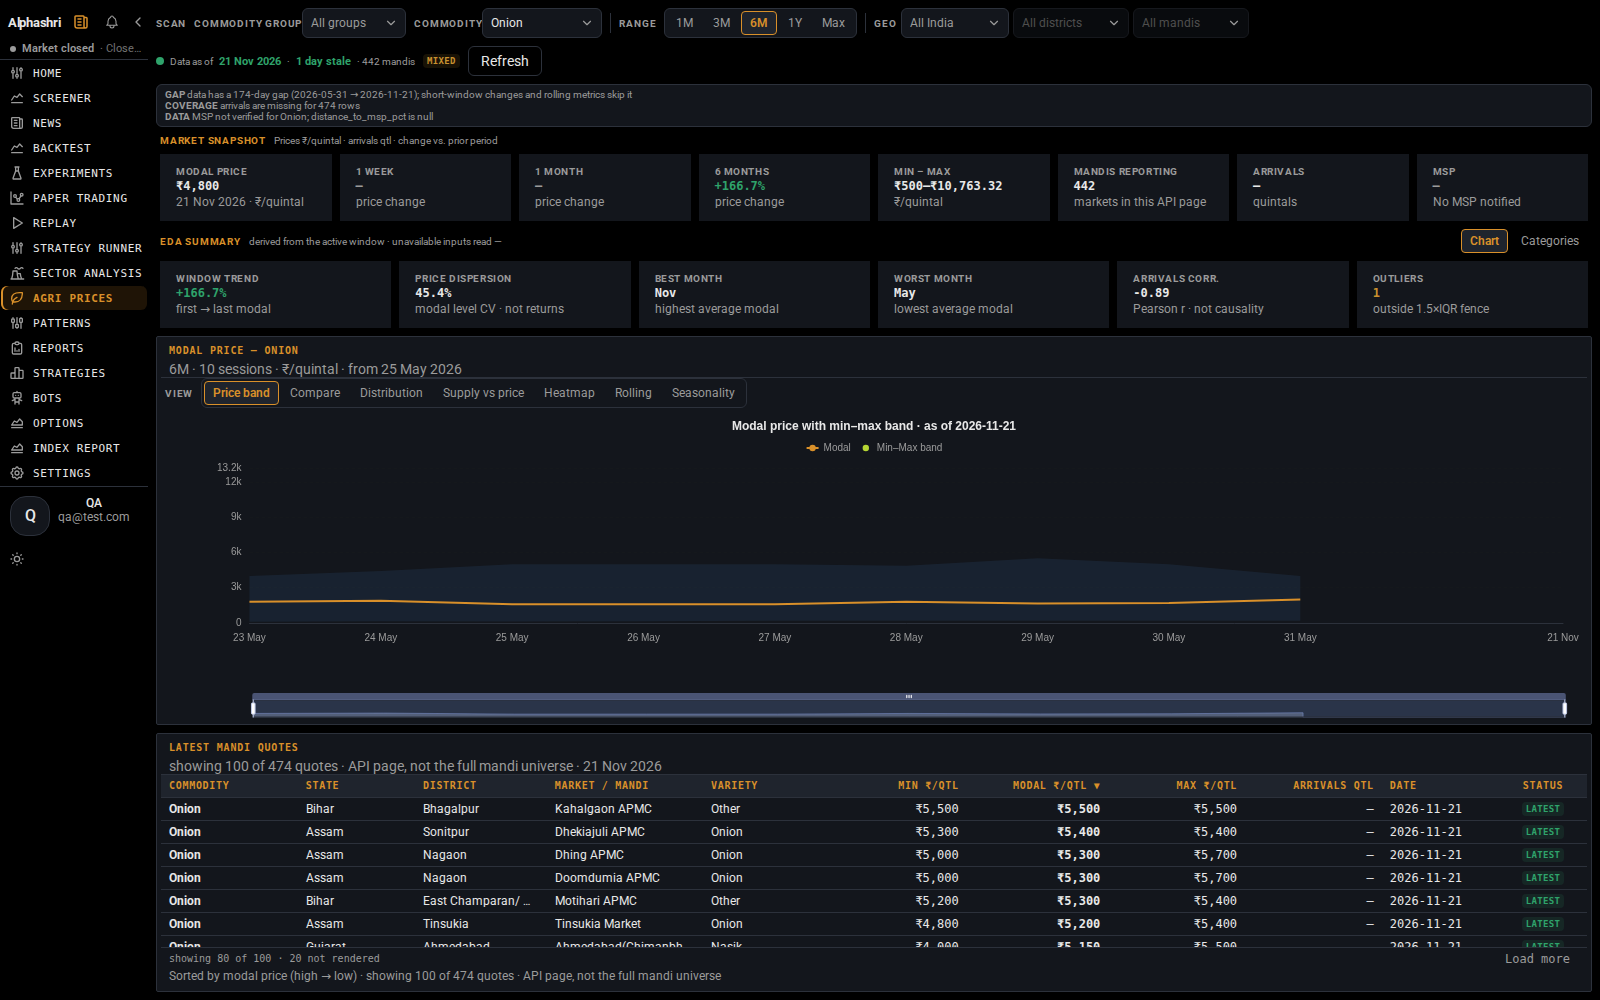 Alphashri
Market closed · Close...
HOME
SCREENER
NEWS
BACKTEST
EXPERIMENTS
PAPER TRADING
REPLAY
STRATEGY RUNNER
SECTOR ANALYSIS
AGRI PRICES
PATTERNS
REPORTS
STRATEGIES
BOTS
OPTIONS
INDEX REPORT
SETTINGS
Q
QA
qa@test.com
SCAN COMMODITY GROUP All groups COMMODITY Onion RANGE 1M 3M 6M 1Y Max GEO All India All districts All mandis
Data as of 21 Nov 2026 · 1 day stale · 442 mandis MIXED Refresh
GAP data has a 174-day gap (2026-05-31 → 2026-11-21); short-window changes and rolling metrics skip it
COVERAGE arrivals are missing for 474 rows
DATA MSP not verified for Onion; distance_to_msp_pct is null
MARKET SNAPSHOT Prices ₹/quintal · arrivals qtl · change vs. prior period
MODAL PRICE
₹4,800
21 Nov 2026 · ₹/quintal
1 WEEK
—
price change
1 MONTH
—
price change
6 MONTHS
+166.7%
price change
MIN – MAX
₹500—₹10,763.32
₹/quintal
MANDIS REPORTING
442
markets in this API page
ARRIVALS
—
quintals
MSP
—
No MSP notified
EDA SUMMARY derived from the active window · unavailable inputs read —
Chart Categories
WINDOW TREND
+166.7%
first → last modal
PRICE DISPERSION
45.4%
modal level CV · not returns
BEST MONTH
Nov
highest average modal
WORST MONTH
May
lowest average modal
ARRIVALS CORR.
-0.89
Pearson r · not causality
OUTLIERS
1
outside 1.5×IQR fence
MODAL PRICE — ONION
6M · 10 sessions · ₹/quintal · from 25 May 2026
VIEW Price band Compare Distribution Supply vs price Heatmap Rolling Seasonality
Modal price with min–max band · as of 2026-11-21
Modal Min–Max band
13.2k
12k
9k
6k
3k
0
23 May 24 May 25 May 26 May 27 May 28 May 29 May 30 May 31 May 21 Nov
LATEST MANDI QUOTES
showing 100 of 474 quotes · API page, not the full mandi universe · 21 Nov 2026
COMMODITY STATE DISTRICT MARKET / MANDI VARIETY MIN ₹/QTL MODAL ₹/QTL ▼ MAX ₹/QTL ARRIVALS QTL DATE STATUS
Onion Bihar Bhagalpur Kahalgaon APMC Other ₹5,500 ₹5,500 ₹5,500 — 2026-11-21 LATEST
Onion Assam Sonitpur Dhekiajuli APMC Onion ₹5,300 ₹5,400 ₹5,400 — 2026-11-21 LATEST
Onion Assam Nagaon Dhing APMC Onion ₹5,000 ₹5,300 ₹5,700 — 2026-11-21 LATEST
Onion Assam Nagaon Doomdumia APMC Onion ₹5,000 ₹5,300 ₹5,700 — 2026-11-21 LATEST
Onion Bihar East Champaran/ ... Motihari APMC Other ₹5,200 ₹5,300 ₹5,400 — 2026-11-21 LATEST
Onion Assam Tinsukia Tinsukia Market Onion ₹4,800 ₹5,200 ₹5,400 — 2026-11-21 LATEST
Onion Gujarat Ahmedabad Ahmedabad(Chimanbh Nasik ₹4,000 ₹5,150 ₹5,500 — 2026-11-21 LATEST
showing 80 of 100 · 20 not rendered
Load more
Sorted by modal price (high → low) · showing 100 of 474 quotes · API page, not the full mandi universe